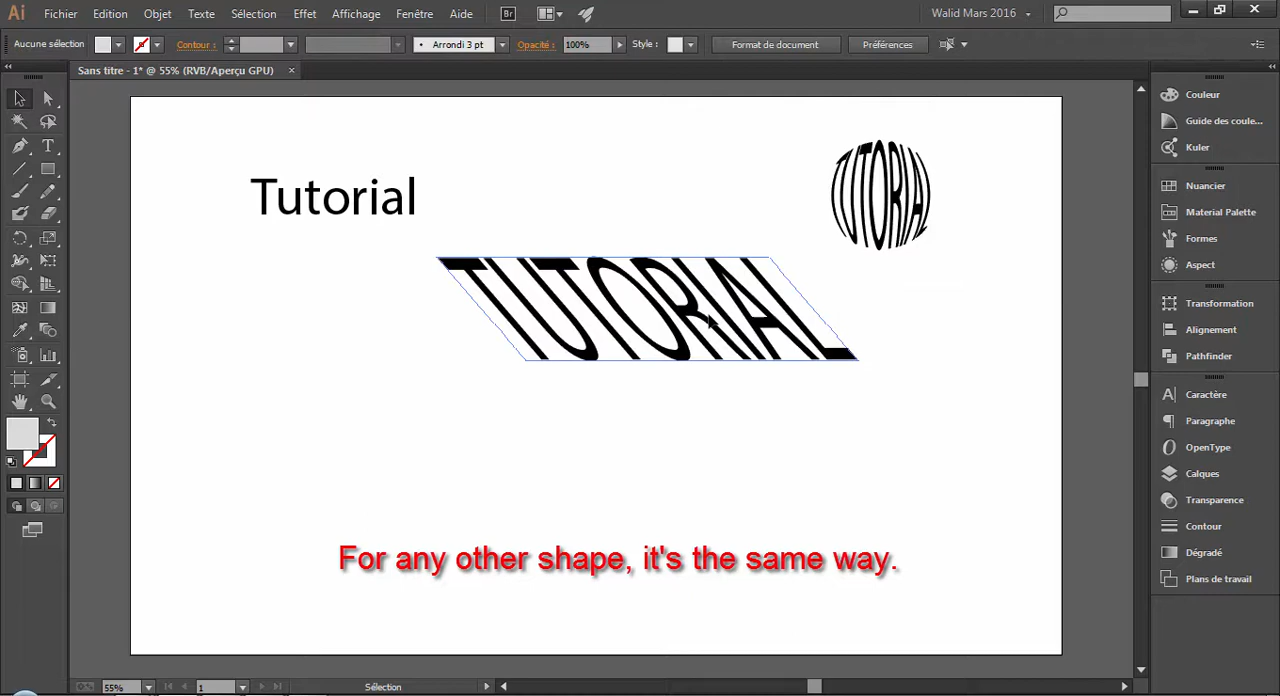 Ai Fichier Edition Objet Texte Sélection Effet Affichage Fenêtre Aide Br Walid Mars 2016
Aucune sélection Contour : Arrondi 3 pt Opacité : 100% Style : Format de document Préférences
Sans titre - 1* @ 55% (RVB/Aperçu GPU)
Couleur
Guide des coule...
Kuler
Nuancier
Material Palette
Formes
Aspect
Transformation
Alignement
Pathfinder
Caractère
Paragraphe
OpenType
Calques
Transparence
Contour
Dégradé
Plans de travail
TUTORIAL
Tutorial
TUTORIAL
For any other shape, it's the same way.
55% 1 Sélection